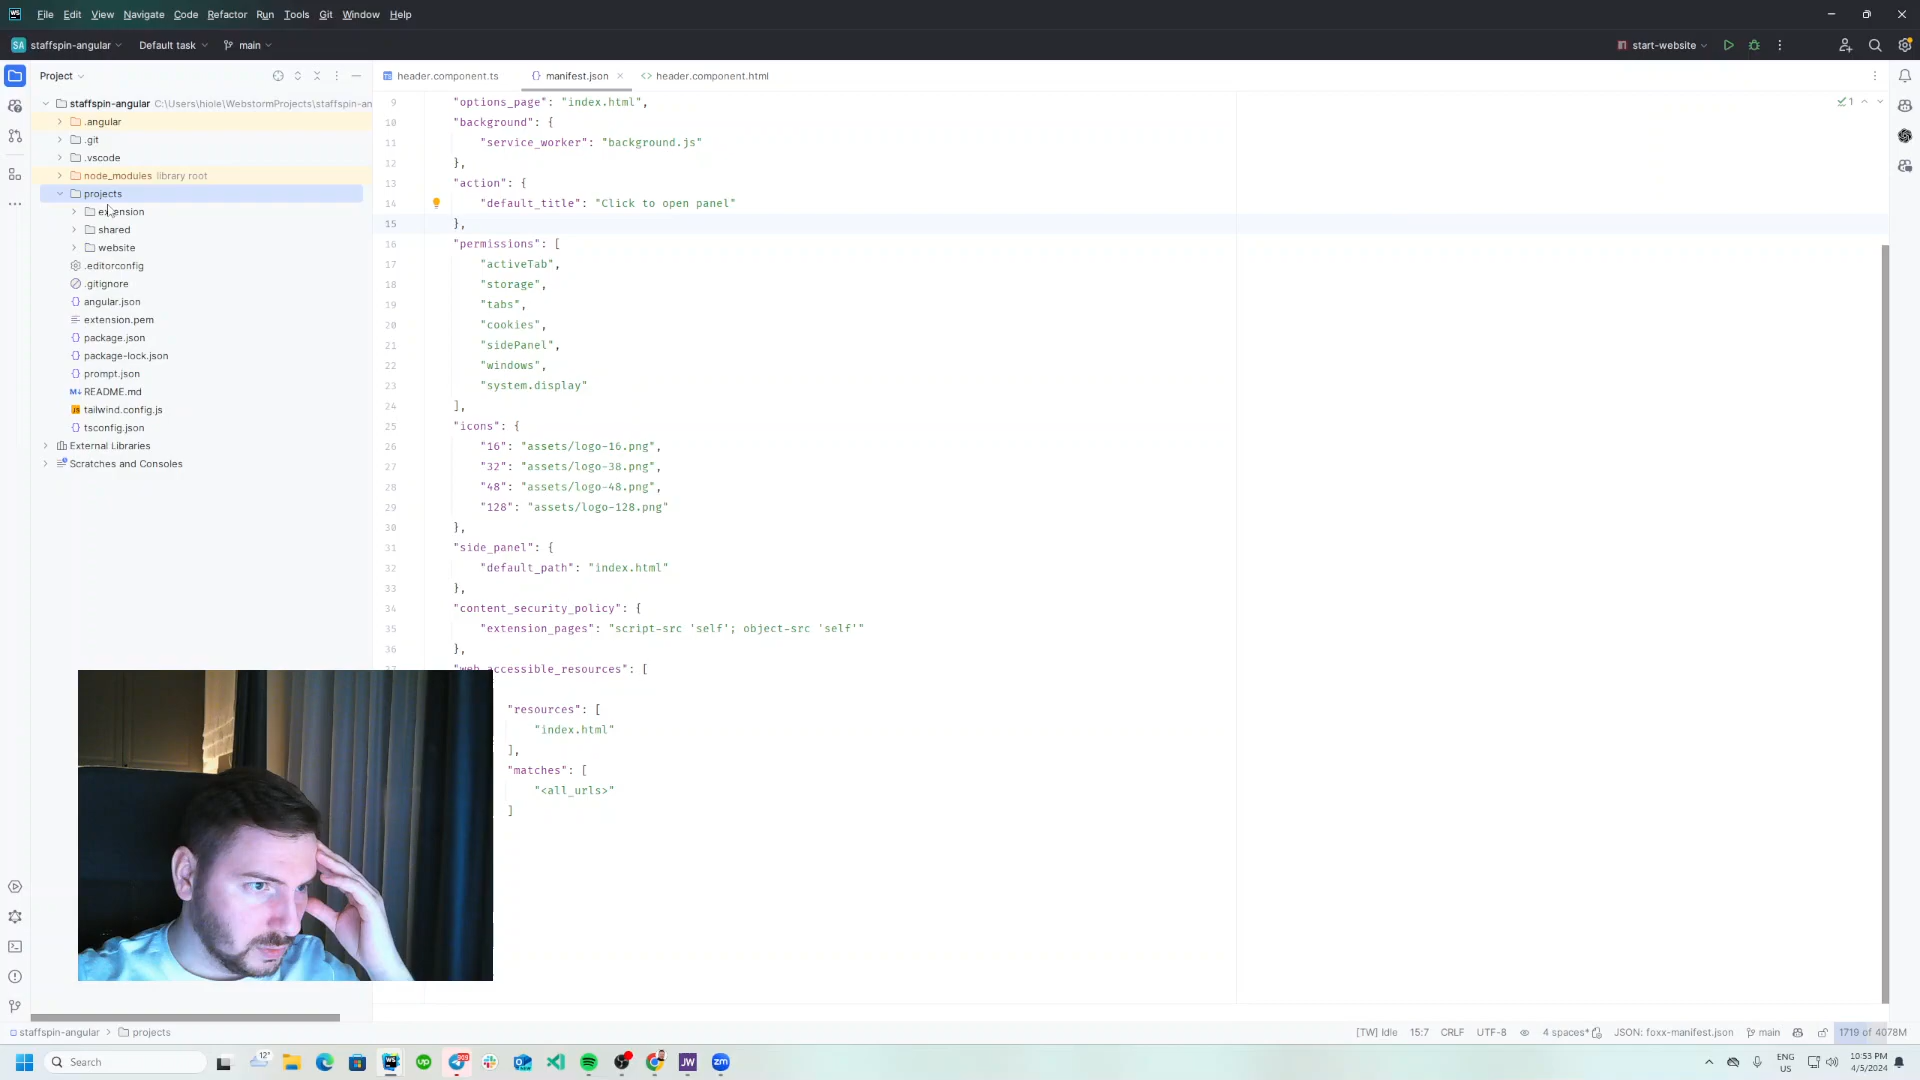 WS File Edit View Navigate Code Refactor Run Tools Git Window Help
SA staffspin-angular Default task main start-website
Project
header.component.ts manifest.json header.component.html
staffspin-angular C:\Users\hiole\WebstormProjects\staffspin-an
.angular
.git
.vscode
node_modules library root
projects
extension
shared
website
.editorconfig
.gitignore
angular.json
extension.pem
package.json
package-lock.json
prompt.json
M↓ README.md
JS tailwind.config.js
tsconfig.json
External Libraries
Scratches and Consoles
9 "options_page": "index.html",
10 "background": {
11 "service_worker": "background.js"
12 },
13 "action": {
14 "default_title": "Click to open panel"
15 },
16 "permissions": [
17 "activeTab",
18 "storage",
19 "tabs",
20 "cookies",
21 "sidePanel",
22 "windows",
23 "system.display"
24 ],
25 "icons": {
26 "16": "assets/logo-16.png",
27 "32": "assets/logo-38.png",
28 "48": "assets/logo-48.png",
29 "128": "assets/logo-128.png"
30 },
31 "side_panel": {
32 "default_path": "index.html"
33 },
34 "content_security_policy": {
35 "extension_pages": "script-src 'self'; object-src 'self'"
36 },
"web_accessible_resources": [
"resources": [
"index.html"
],
"matches": [
"<all_urls>"
]
1
staffspin-angular > projects
[TW] Idle 15:7 CRLF UTF-8 4 spaces* JSON: foxx-manifest.json main 1719 of 4078M
Search 12° ENG US 10:53 PM 4/5/2024